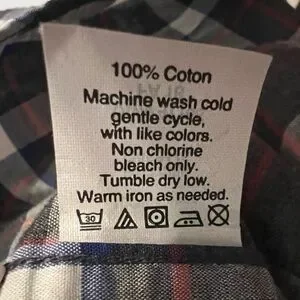 100% Coton
Machine wash cold
gentle cycle,
with like colors.
Non chlorine
bleach only.
Tumble dry low.
Warm iron as needed.
30